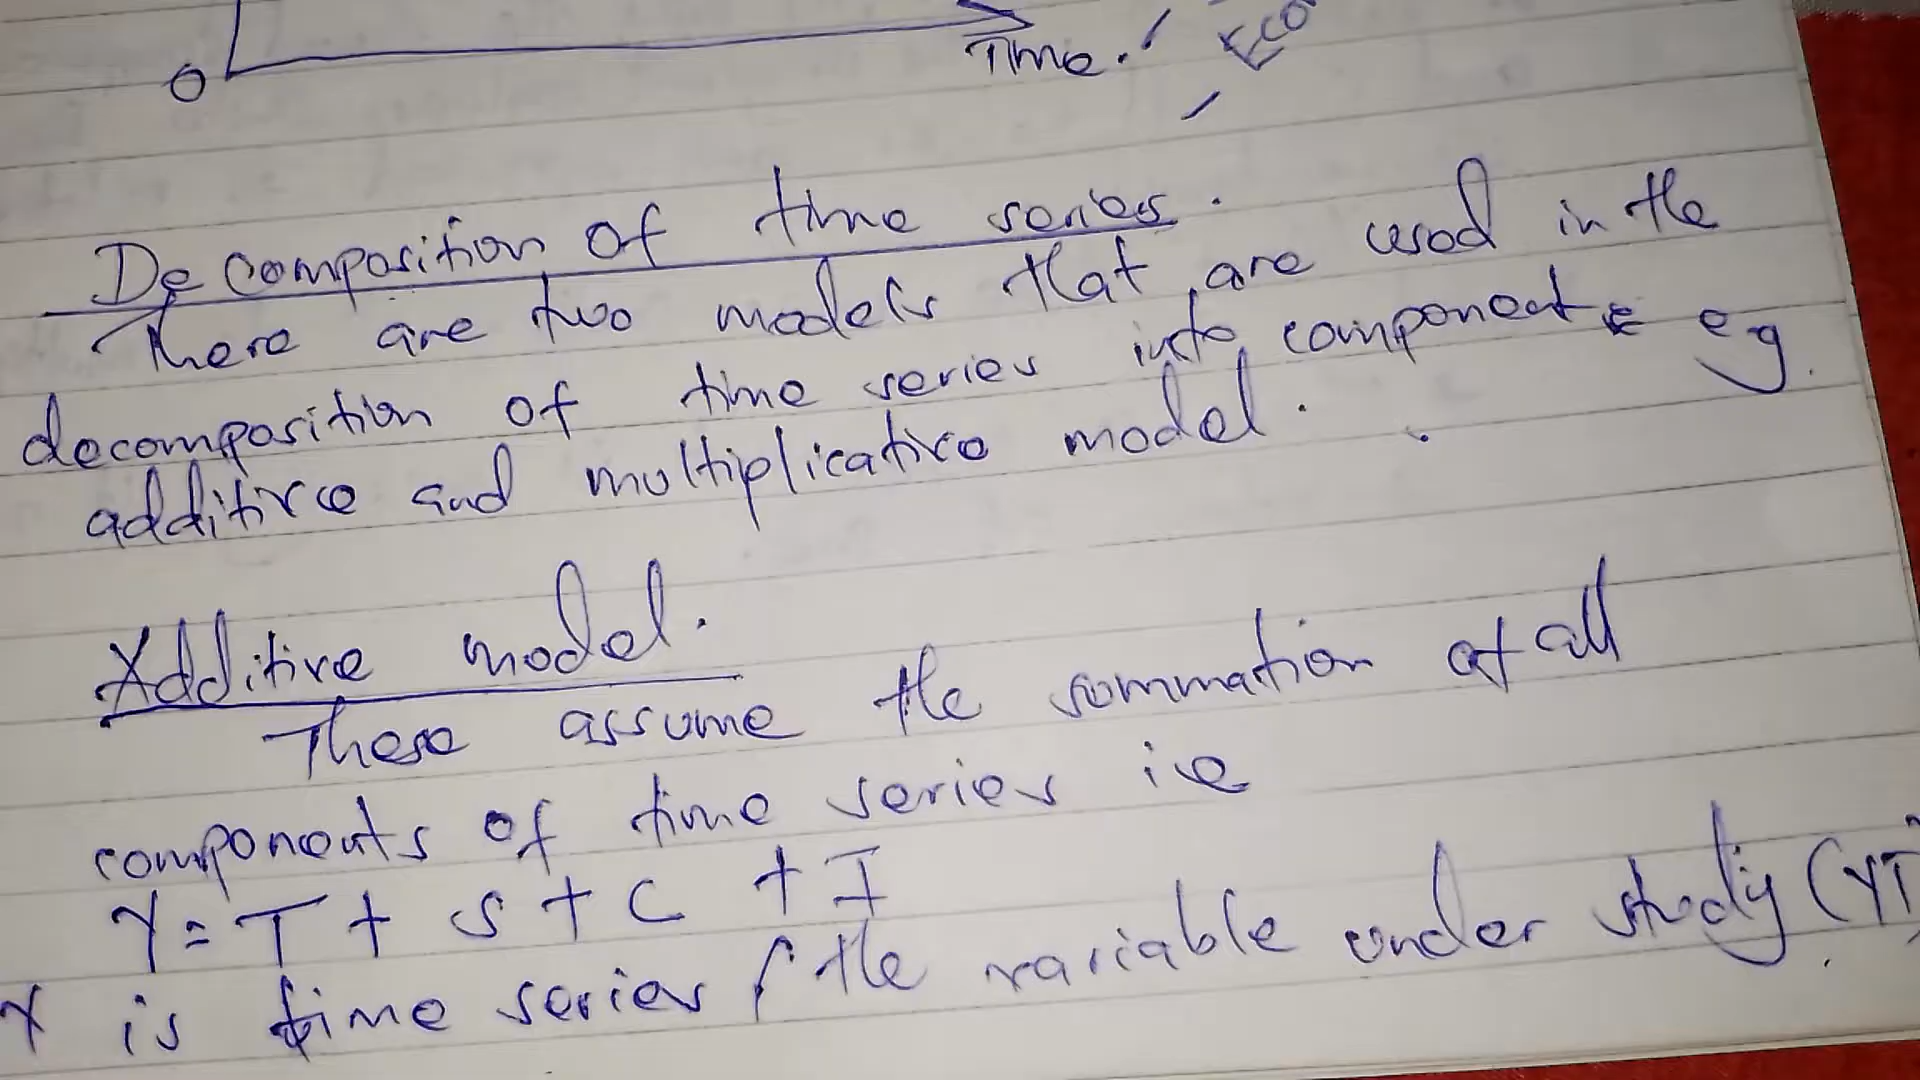 0
Time.
Eco
Decomposition of time series.
There are two models that are used in the
decomposition of time series into components eg
additive and multiplicative model.
Additive model.
These assume the summation of all
components of time series ie
Y = T + S + C + I
Y is time series / the variable under study (YT)